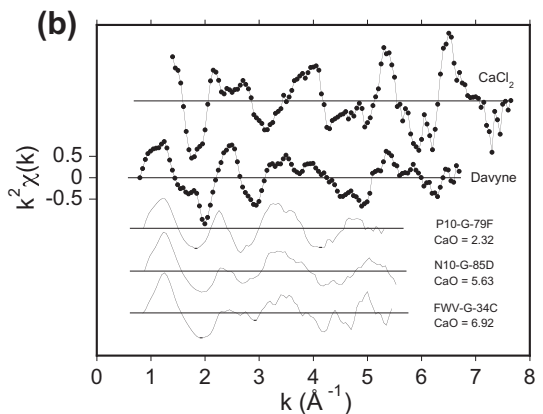 (b)
CaCl2
Davyne
0.5
0
-0.5
k²χ(k)
P10-G-79F
CaO = 2.32
N10-G-85D
CaO = 5.63
FWV-G-34C
CaO = 6.92
0 1 2 3 4 5 6 7 8
k (Å⁻¹)